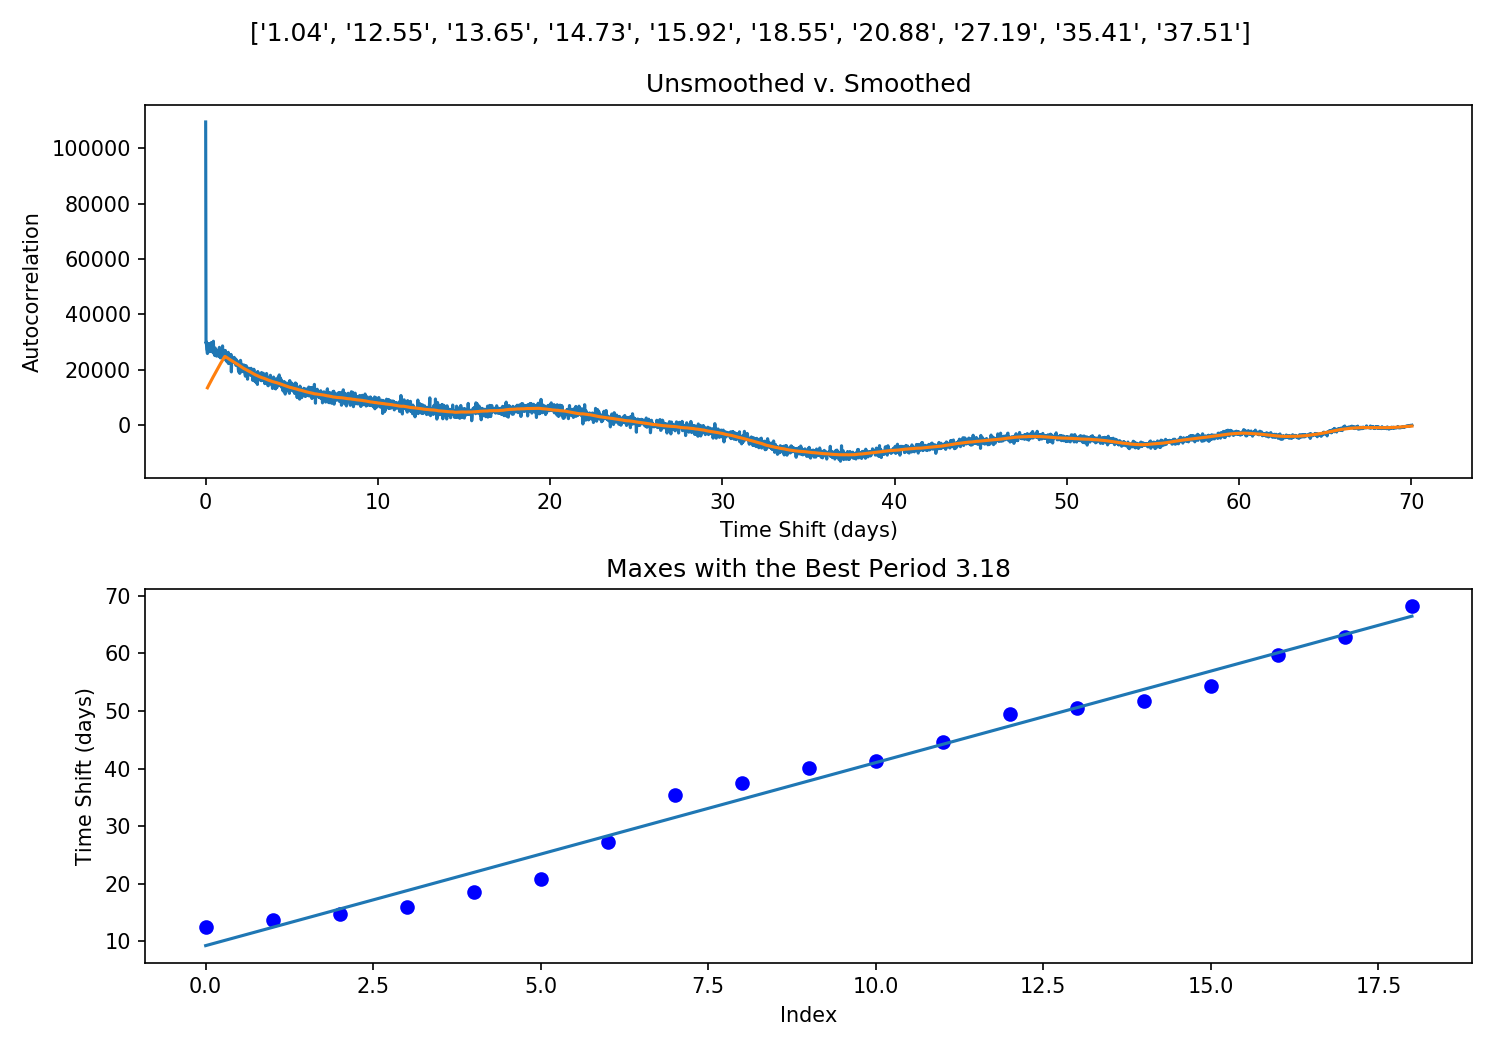 ['1.04', '12.55', '13.65', '14.73', '15.92', '18.55', '20.88', '27.19', '35.41', '37.51']
Unsmoothed v. Smoothed
Autocorrelation
100000
80000
60000
40000
20000
0
0 10 20 30 40 50 60 70
Time Shift (days)
Maxes with the Best Period 3.18
Time Shift (days)
70
60
50
40
30
20
10
0.0 2.5 5.0 7.5 10.0 12.5 15.0 17.5
Index